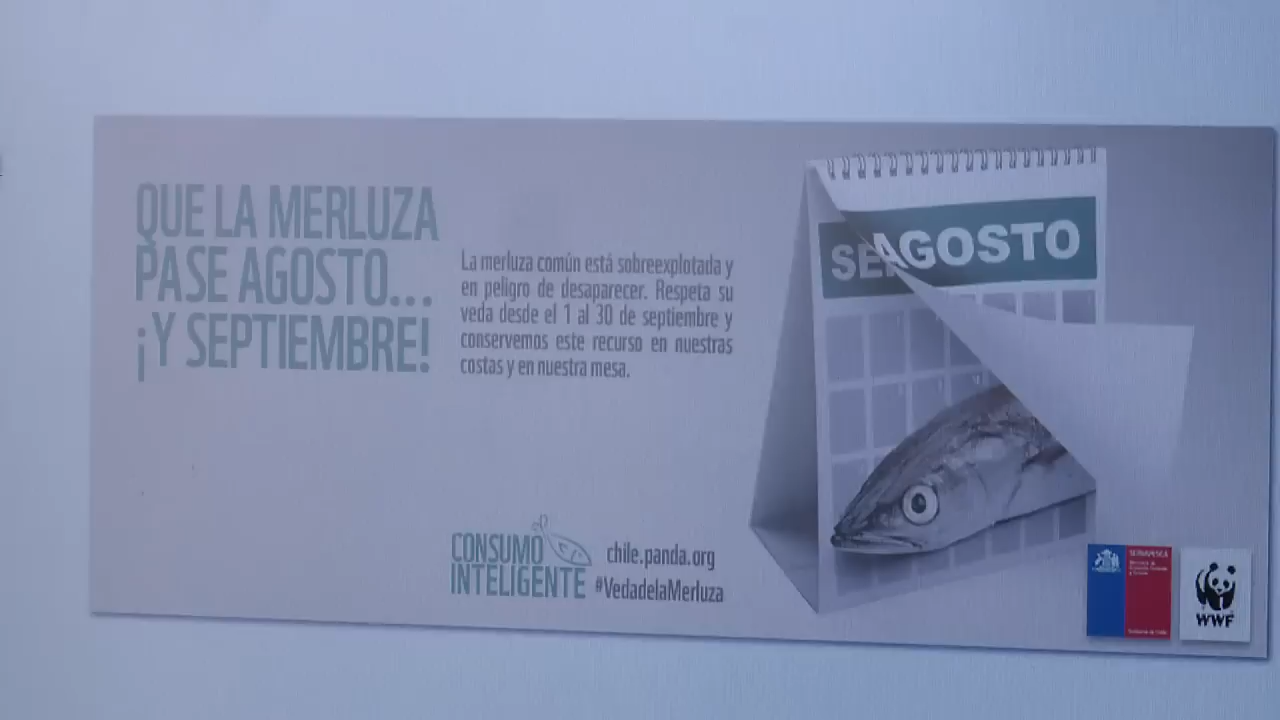 QUE LA MERLUZA
PASE AGOSTO...
¡Y SEPTIEMBRE!
La merluza común está sobreexplotada y
en peligro de desaparecer. Respeta su
veda desde el 1 al 30 de septiembre y
conservemos este recurso en nuestras
costas y en nuestra mesa.
CONSUMO
INTELIGENTE
chile.panda.org
#VedadelaMerluza
SE
AGOSTO
SERNAPESCA
WWF